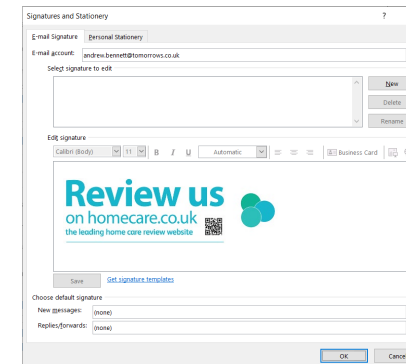 Signatures and Stationery ?
E-mail Signature Personal Stationery
E-mail account: andrew.bennett@tomorrows.co.uk
Select signature to edit
New
Delete
Rename
Edit signature
Calibri (Body) 11 B I U Automatic Business Card
Review us
on homecare.co.uk
the leading home care review website
Save Get signature templates
Choose default signature
New messages: (none)
Replies/forwards: (none)
OK Cancel